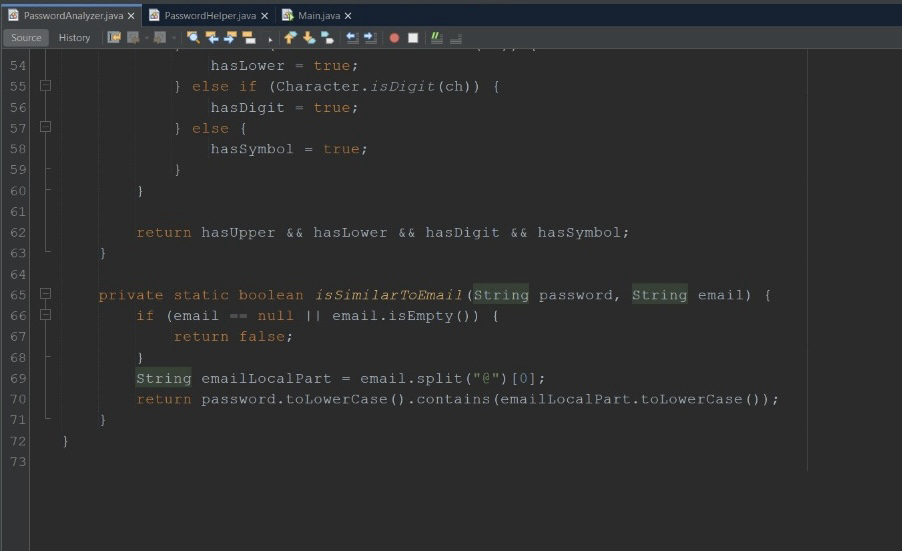 PasswordAnalyzer.java × PasswordHelper.java × Main.java ×
Source History
54 hasLower = true;
55 } else if (Character.isDigit(ch)) {
56 hasDigit = true;
57 } else {
58 hasSymbol = true;
59 }
60 }
61
62 return hasUpper && hasLower && hasDigit && hasSymbol;
63 }
64
65 private static boolean isSimilarToEmail(String password, String email) {
66 if (email == null || email.isEmpty()) {
67 return false;
68 }
69 String emailLocalPart = email.split("@")[0];
70 return password.toLowerCase().contains(emailLocalPart.toLowerCase());
71 }
72 }
73